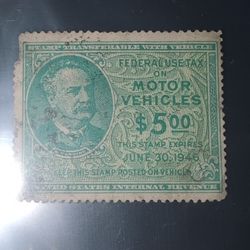 STAMP TRANSFERABLE WITH VEHICLE
FEDERAL USE TAX
ON
MOTOR
VEHICLES
$5.00
THIS STAMP EXPIRES
JUNE 30, 1946
KEEP THIS STAMP POSTED ON VEHICLE
UNITED STATES INTERNAL REVENUE